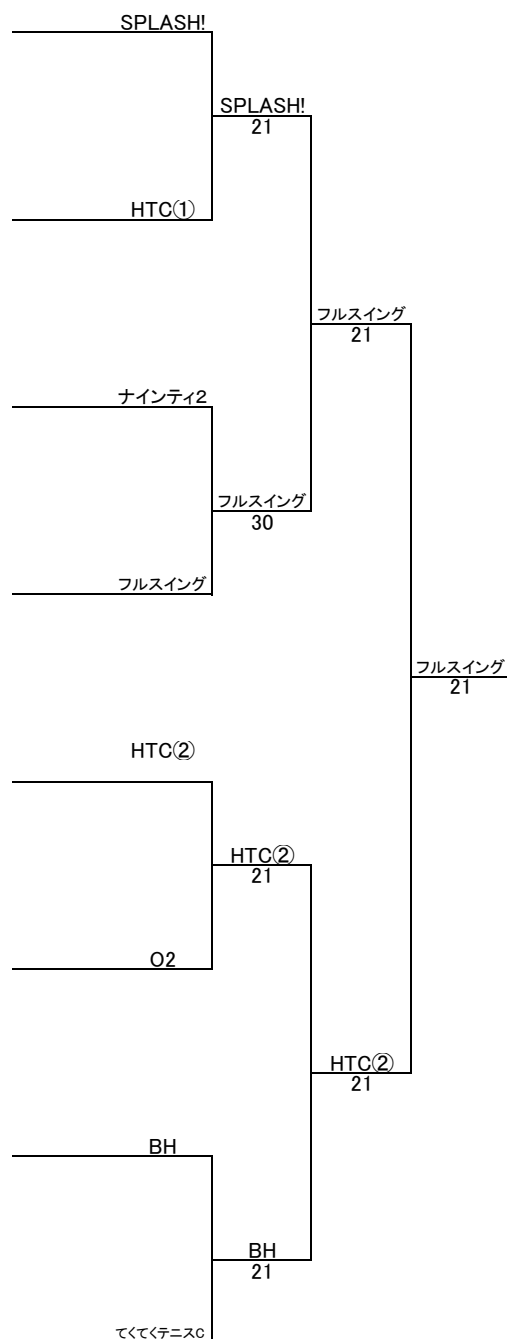 SPLASH!
SPLASH!
21
HTC①
フルスイング
21
ナインティ2
フルスイング
30
フルスイング
フルスイング
21
HTC②
HTC②
21
O2
HTC②
21
BH
BH
21
てくてくテニスC